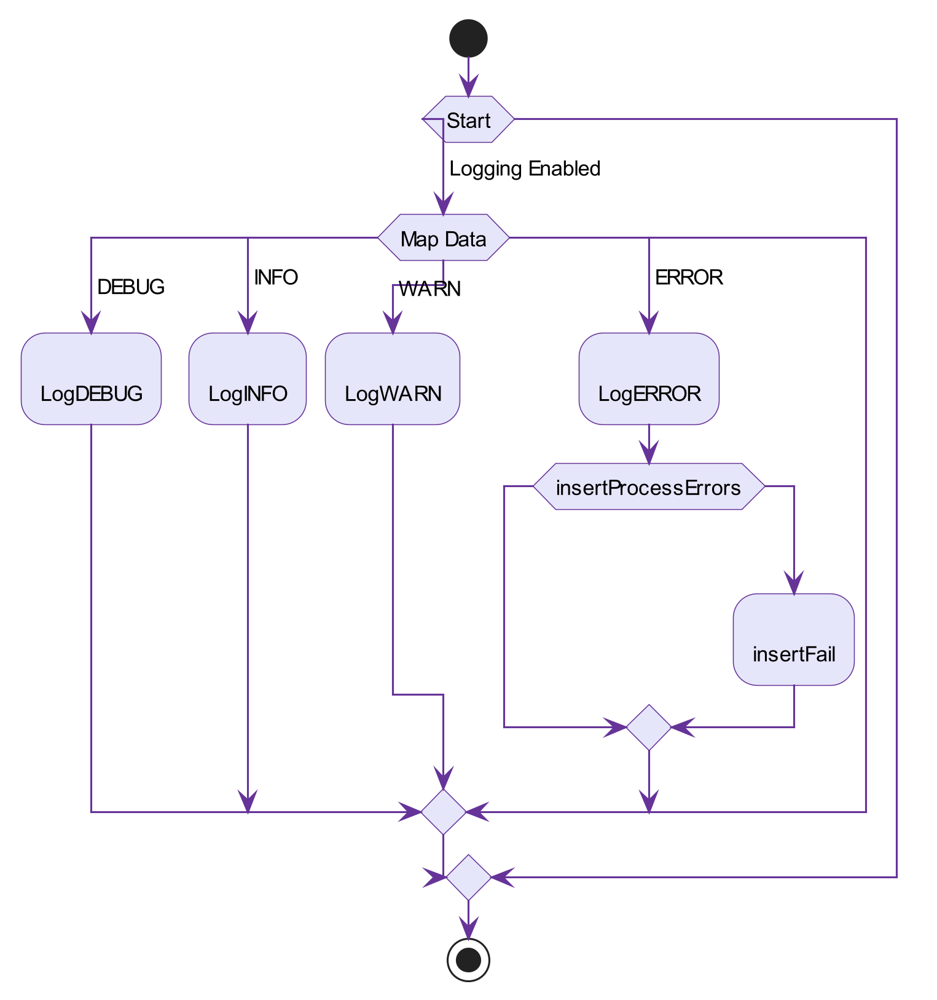 Start
Logging Enabled
Map Data
DEBUG
INFO
WARN
ERROR
LogDEBUG
LogINFO
LogWARN
LogERROR
insertProcessErrors
insertFail